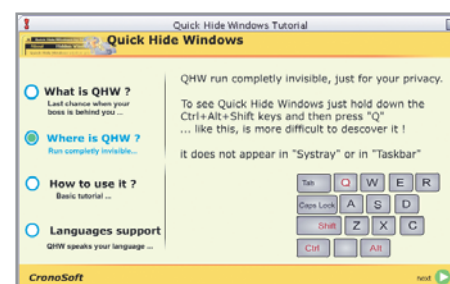 Quick Hide Windows Tutorial
Quick Hide Windows
What is QHW ?
Last chance when your
boss is behind you ...
Where is QHW ?
Run completly invisible...
How to use it ?
Basic tutorial ...
Languages support
QHW speaks your language ...
QHW run completly invisible, just for your privacy.
To see Quick Hide Windows just hold down the
Ctrl+Alt+Shift keys and then press "Q"
... like this, is more difficult to descover it !
it does not appear in "Systray" or in "Taskbar"
Tab Q W E R
Caps Lock A S D
Shift Z X C
Ctrl Alt
CronoSoft
next